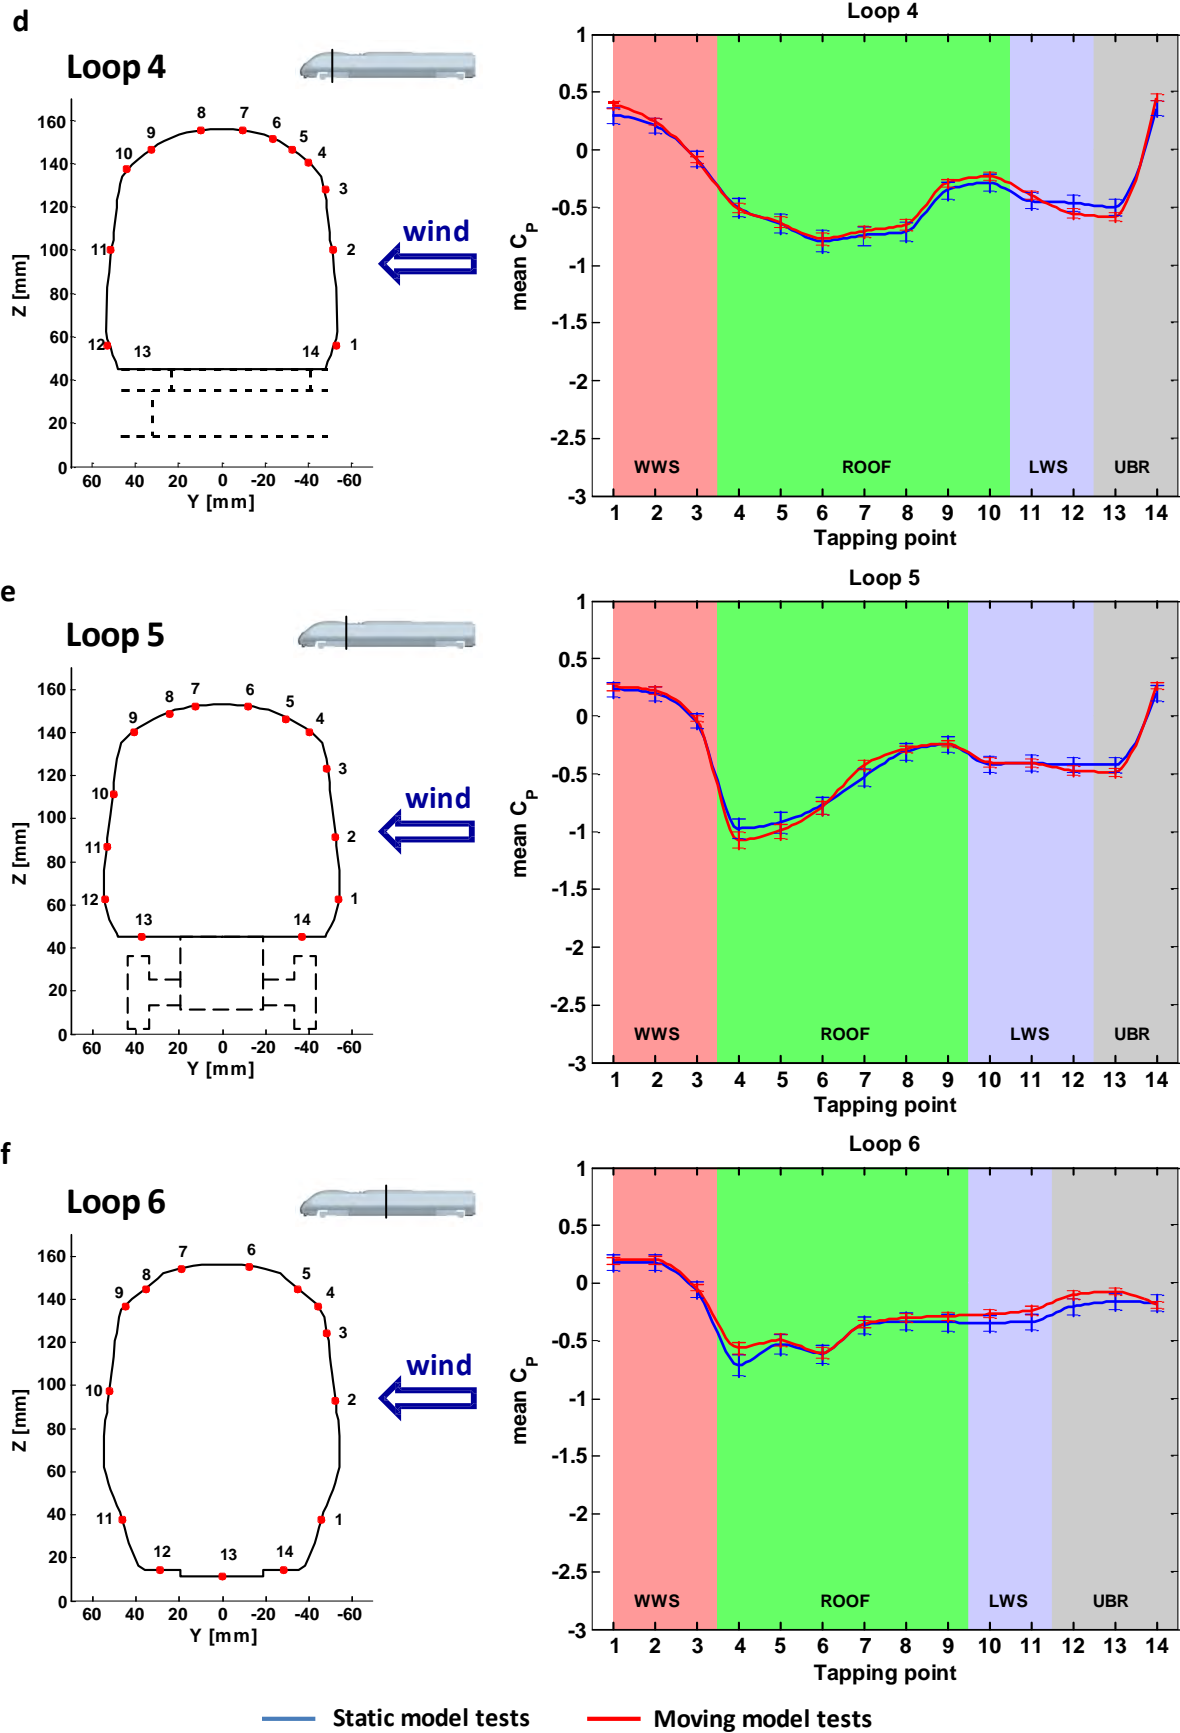 d
Loop 4
160
140
120
100
80
60
40
20
0
Z [mm]
60 40 20 0 -20 -40 -60
Y [mm]
1
2
3
4
5
6
7
8
9
10
11
12
13
14
wind
Loop 4
1
0.5
0
-0.5
-1
-1.5
-2
-2.5
-3
mean CP
WWS ROOF LWS UBR
1 2 3 4 5 6 7 8 9 10 11 12 13 14
Tapping point
e
Loop 5
160
140
120
100
80
60
40
20
0
Z [mm]
60 40 20 0 -20 -40 -60
Y [mm]
1
2
3
4
5
6
7
8
9
10
11
12
13
14
wind
Loop 5
1
0.5
0
-0.5
-1
-1.5
-2
-2.5
-3
mean CP
WWS ROOF LWS UBR
1 2 3 4 5 6 7 8 9 10 11 12 13 14
Tapping point
f
Loop 6
160
140
120
100
80
60
40
20
0
Z [mm]
60 40 20 0 -20 -40 -60
Y [mm]
1
2
3
4
5
6
7
8
9
10
11
12
13
14
wind
Loop 6
1
0.5
0
-0.5
-1
-1.5
-2
-2.5
-3
mean CP
WWS ROOF LWS UBR
1 2 3 4 5 6 7 8 9 10 11 12 13 14
Tapping point
Static model tests Moving model tests